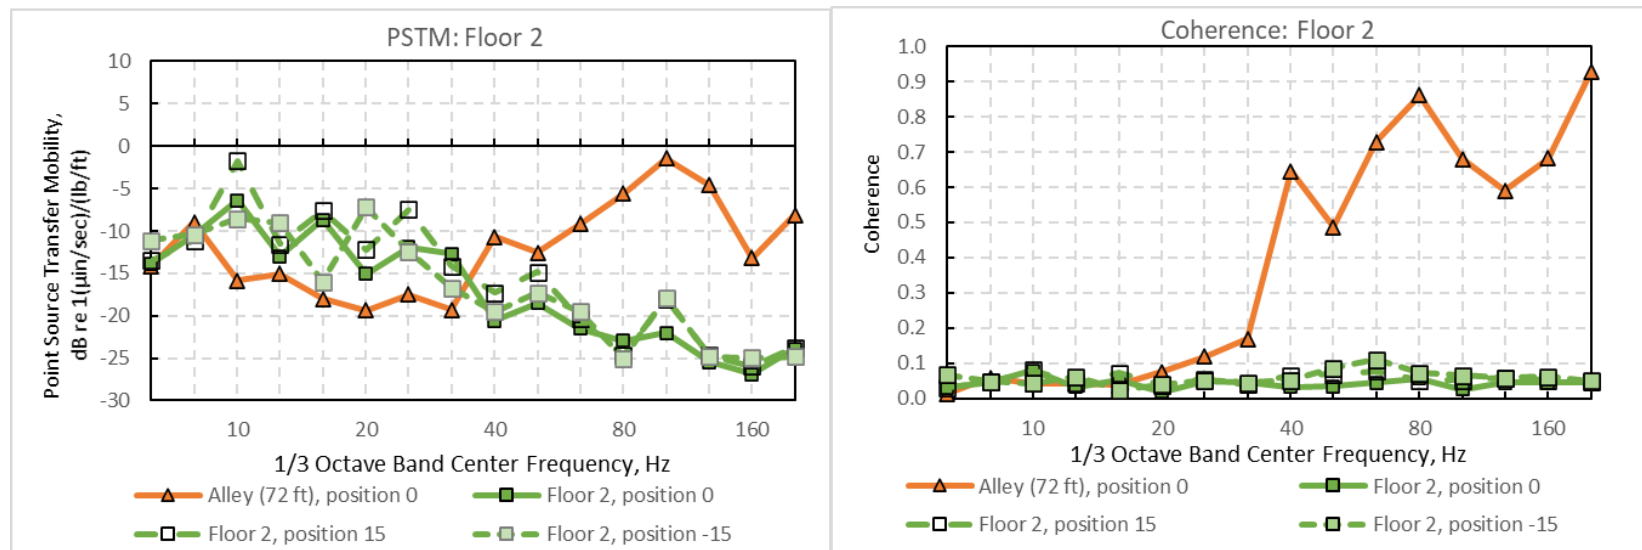 PSTM: Floor 2
Point Source Transfer Mobility,
dB re 1(μin/sec)/(lb/ft)
10
5
0
-5
-10
-15
-20
-25
-30
10 20 40 80 160
1/3 Octave Band Center Frequency, Hz
Alley (72 ft), position 0 Floor 2, position 0
Floor 2, position 15 Floor 2, position -15
Coherence: Floor 2
Coherence
1.0
0.9
0.8
0.7
0.6
0.5
0.4
0.3
0.2
0.1
0.0
10 20 40 80 160
1/3 Octave Band Center Frequency, Hz
Alley (72 ft), position 0 Floor 2, position 0
Floor 2, position 15 Floor 2, position -15